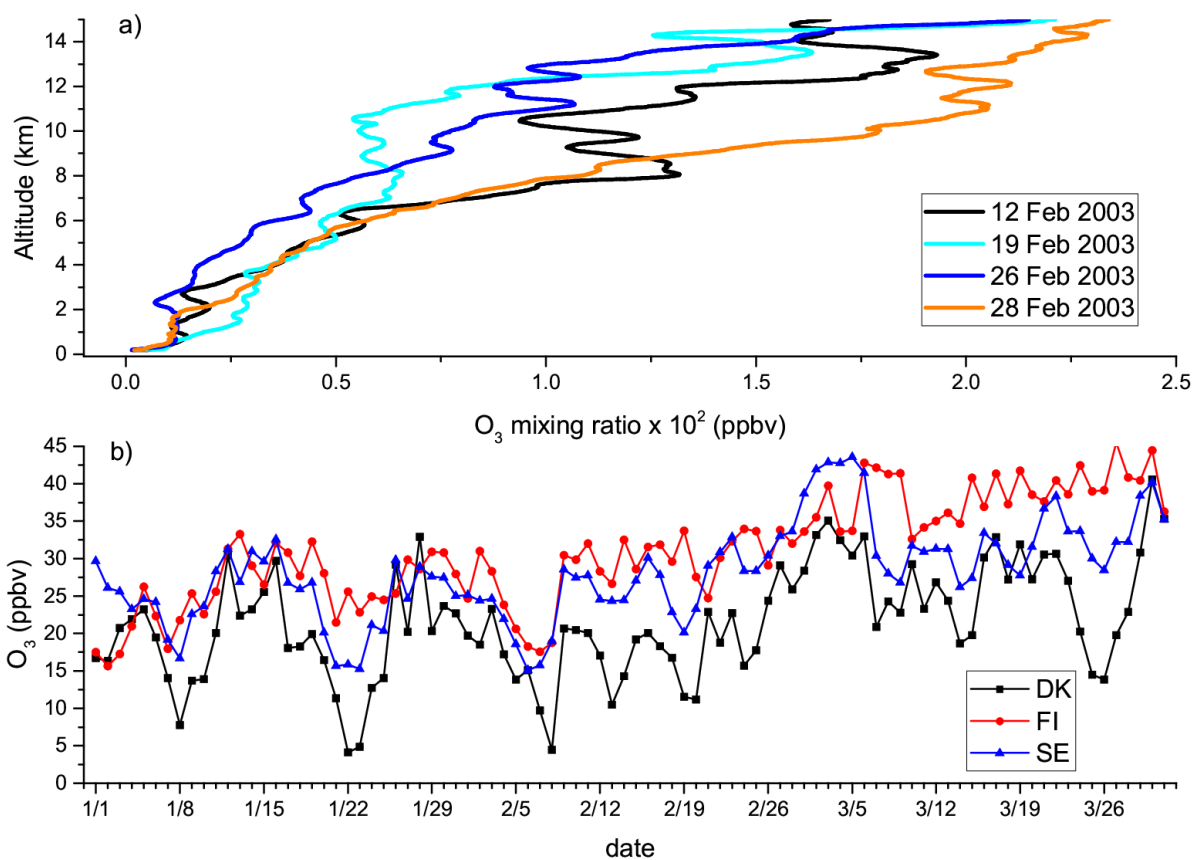 a)
14
12
10
8
6
4
2
0
Altitude (km)
12 Feb 2003
19 Feb 2003
26 Feb 2003
28 Feb 2003
0.0 0.5 1.0 1.5 2.0 2.5
O₃ mixing ratio x 10² (ppbv)
b)
45
40
35
30
25
20
15
10
5
0
O₃ (ppbv)
DK
FI
SE
1/1 1/8 1/15 1/22 1/29 2/5 2/12 2/19 2/26 3/5 3/12 3/19 3/26
date